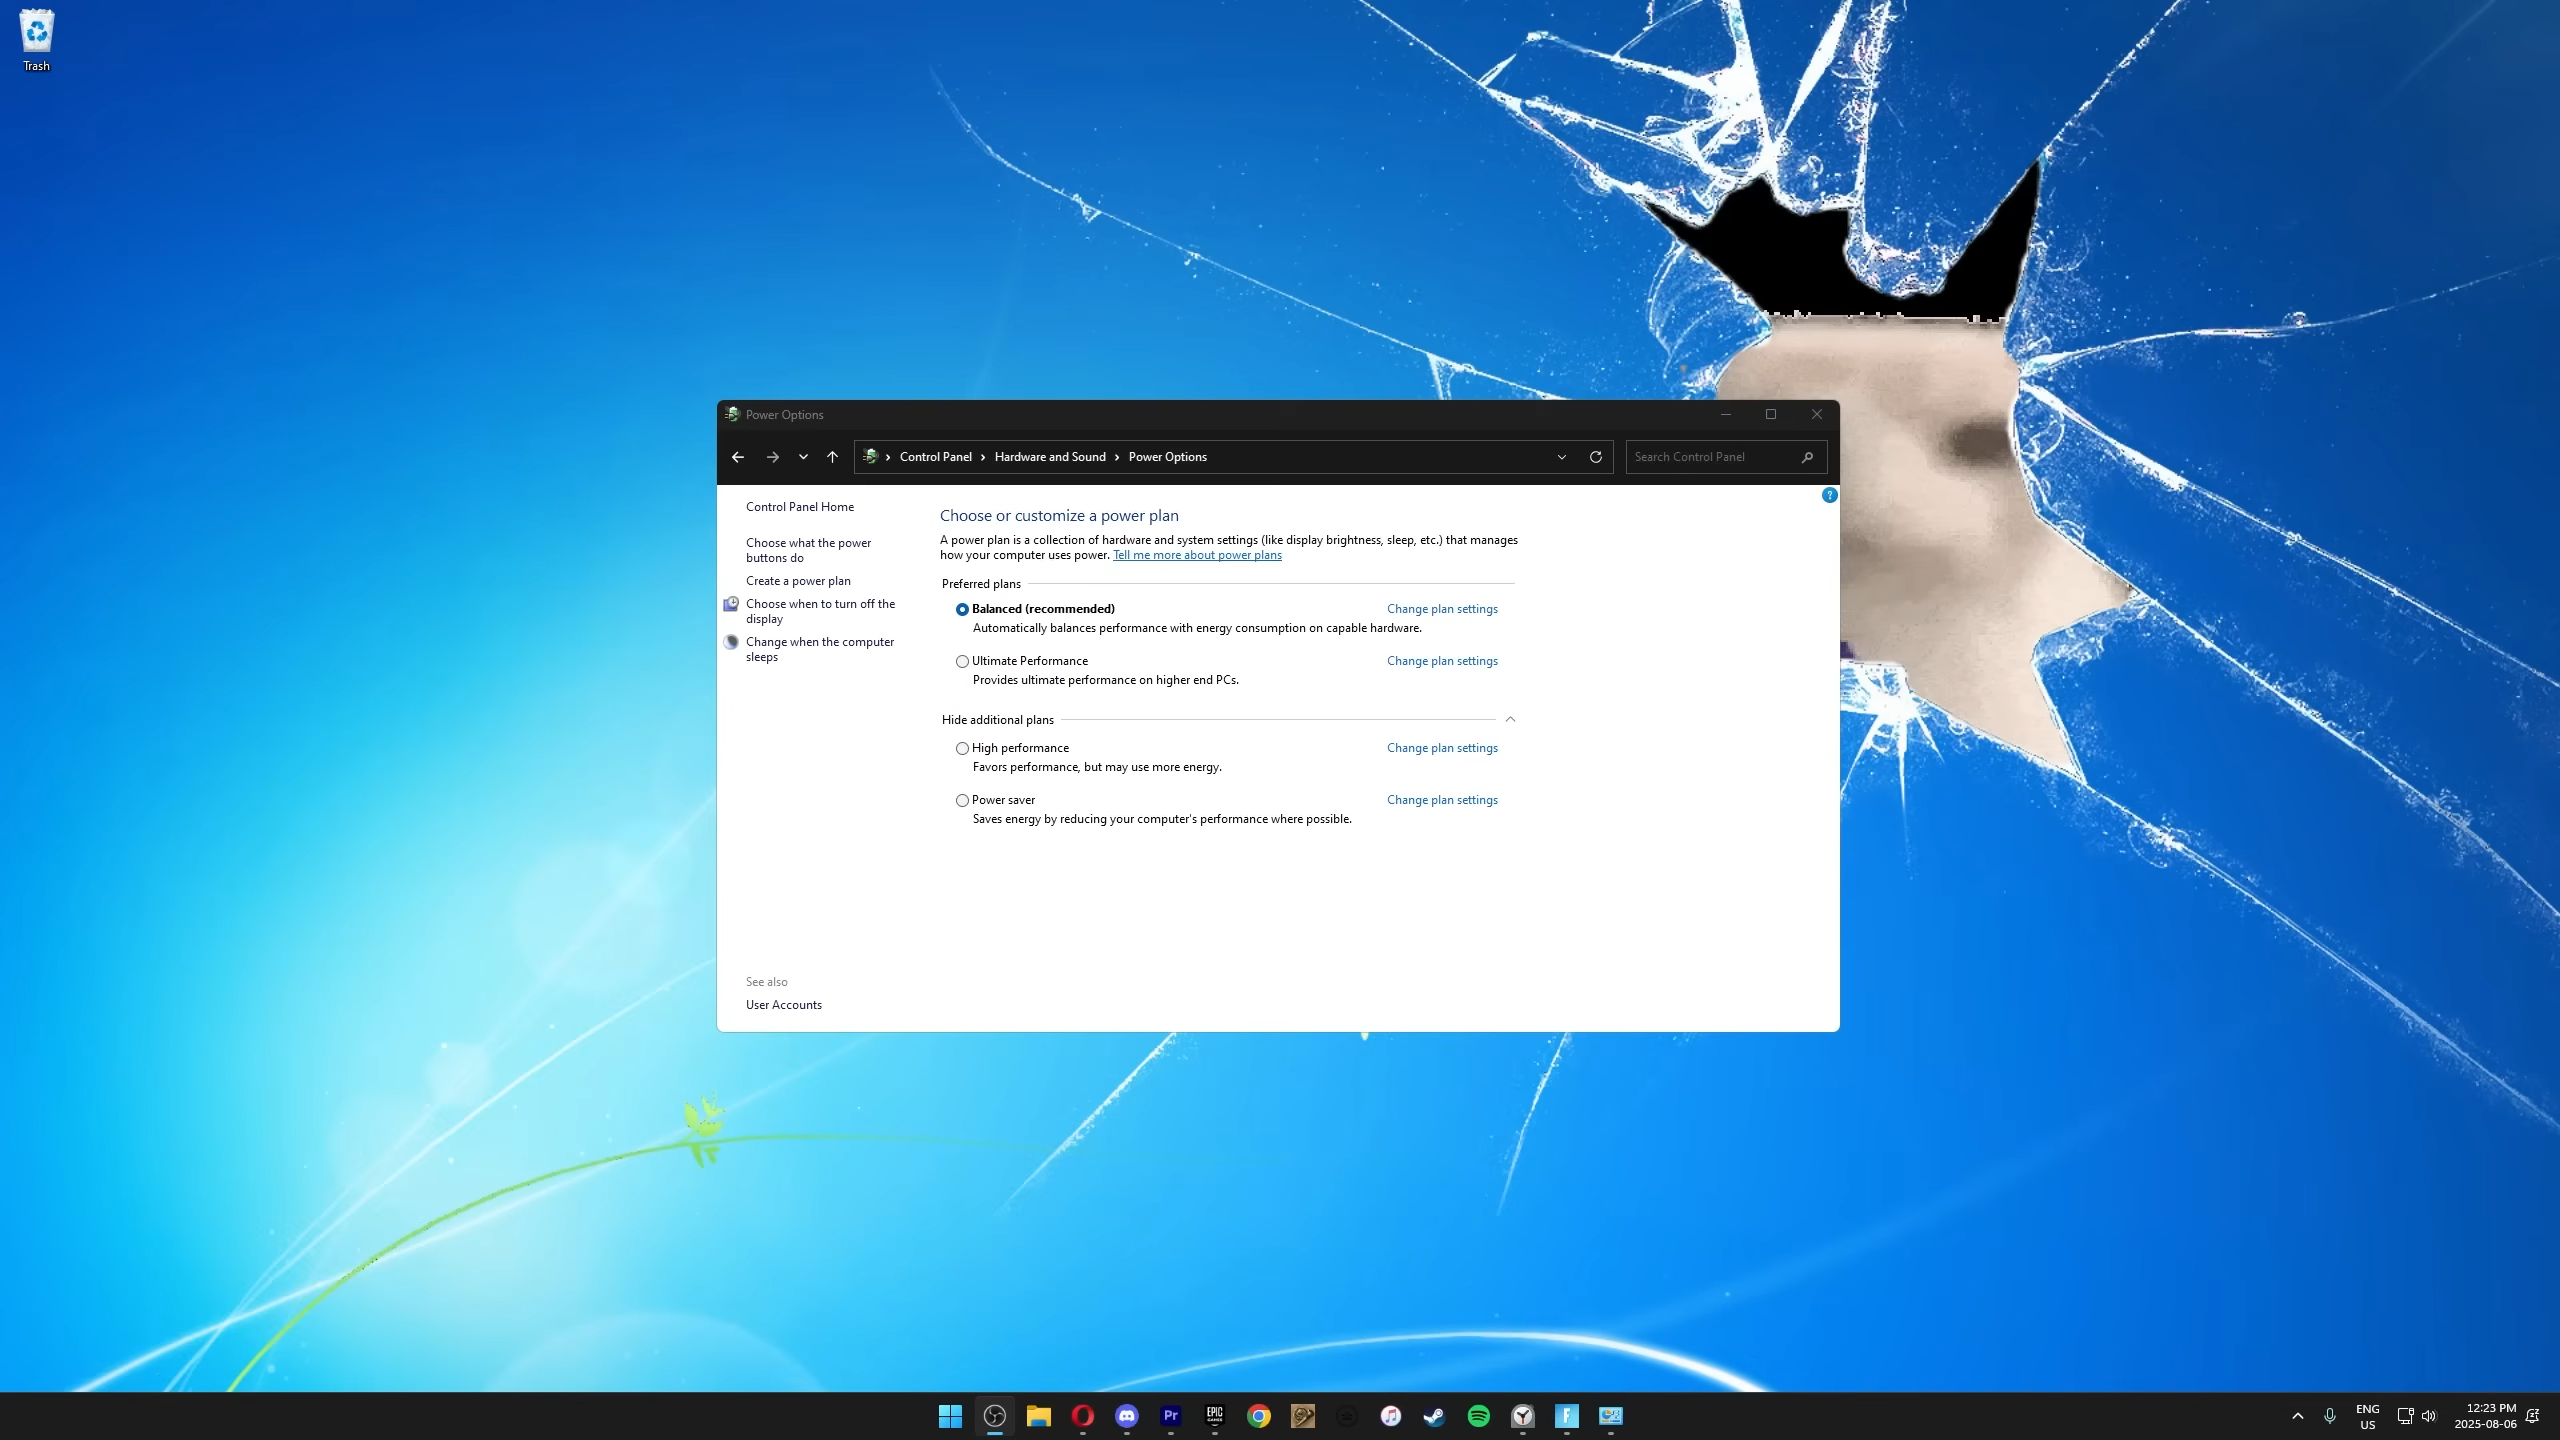 Trash
Power Options
Control Panel
Hardware and Sound
Power Options
Search Control Panel
?
Control Panel Home
Choose what the power
buttons do
Create a power plan
Choose when to turn off the
display
Change when the computer
sleeps
See also
User Accounts
Choose or customize a power plan
A power plan is a collection of hardware and system settings (like display brightness, sleep, etc.) that manages
how your computer uses power. Tell me more about power plans
Preferred plans
Balanced (recommended) Change plan settings
Automatically balances performance with energy consumption on capable hardware.
Ultimate Performance Change plan settings
Provides ultimate performance on higher end PCs.
Hide additional plans
High performance Change plan settings
Favors performance, but may use more energy.
Power saver Change plan settings
Saves energy by reducing your computer's performance where possible.
Pr
EPIC
GAMES
F
ENG
US
12:23 PM
2025-08-06